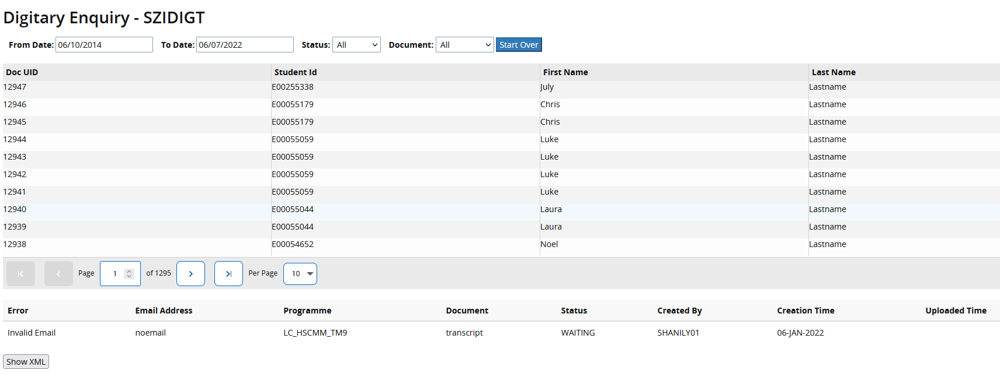 Digitary Enquiry - SZIDIGT
From Date: 06/10/2014 To Date: 06/07/2022 Status: All Document: All Start Over
Doc UID Student Id First Name Last Name
12947 E00255338 July Lastname
12946 E00055179 Chris Lastname
12945 E00055179 Chris Lastname
12944 E00055059 Luke Lastname
12943 E00055059 Luke Lastname
12942 E00055059 Luke Lastname
12941 E00055059 Luke Lastname
12940 E00055044 Laura Lastname
12939 E00055044 Laura Lastname
12938 E00054652 Noel Lastname
Page 1 of 1295 Per Page 10
Error Email Address Programme Document Status Created By Creation Time Uploaded Time
Invalid Email noemail LC_HSCMM_TM9 transcript WAITING SHANILY01 06-JAN-2022
Show XML